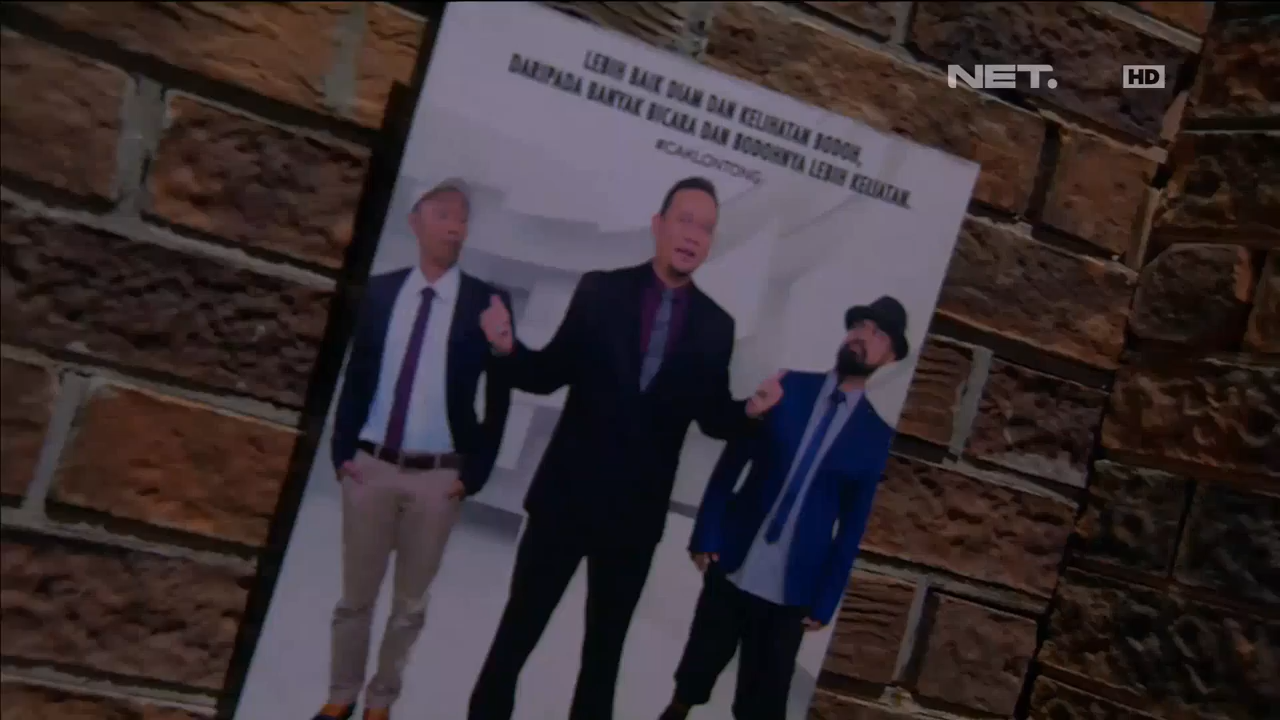 NET.
HD
LEBIH BAIK DIAM DAN KELIHATAN BODOH,
DARIPADA BANYAK BICARA DAN BODOHNYA LEBIH KELIATAN.
#CAKLONTONG